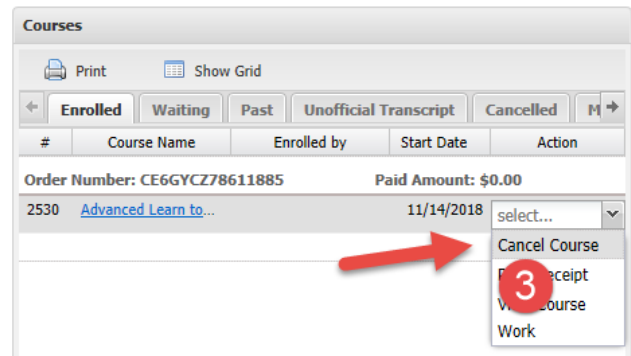 Courses
Print Show Grid
Enrolled Waiting Past Unofficial Transcript Cancelled M
# Course Name Enrolled by Start Date Action
Order Number: CE6GYCZ78611885 Paid Amount: $0.00
2530 Advanced Learn to... 11/14/2018 select...
Cancel Course
3
Work